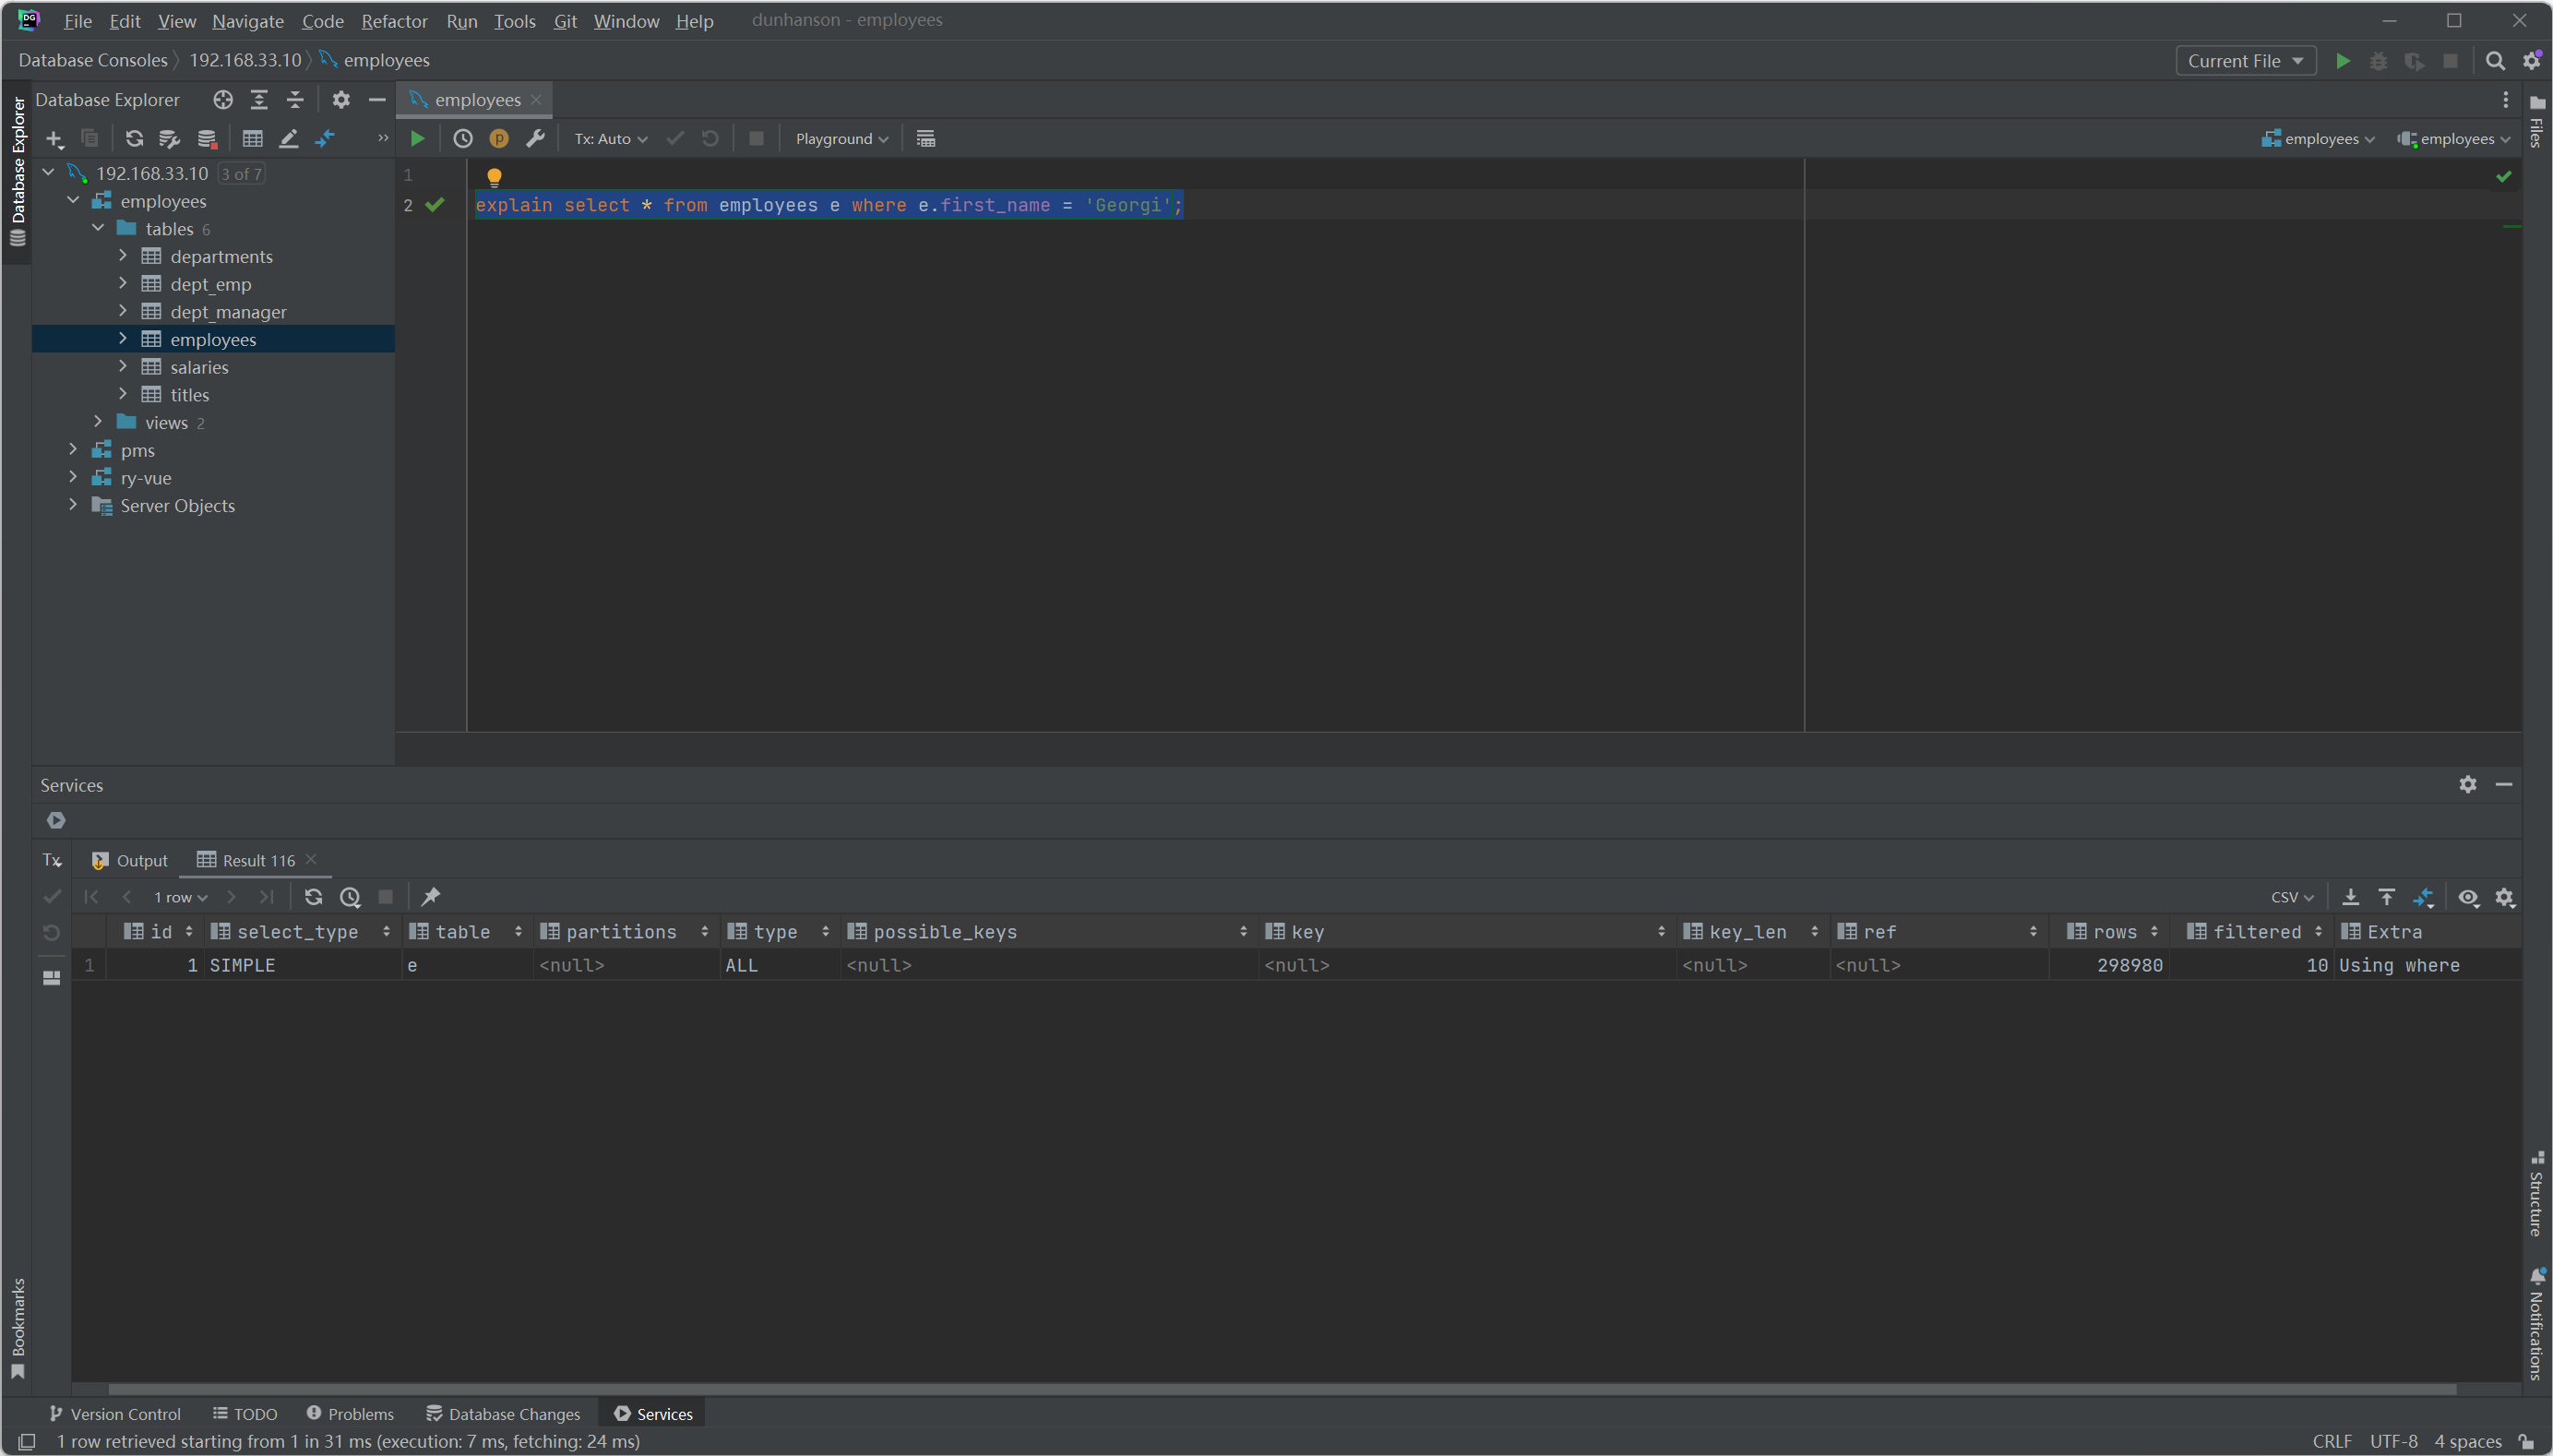 DG File Edit View Navigate Code Refactor Run Tools Git Window Help dunhanson - employees
Database Consoles 192.168.33.10 employees Current File
Database Explorer employees
Tx: Auto Playground employees employees
192.168.33.10 3 of 7
employees
tables 6
departments
dept_emp
dept_manager
employees
salaries
titles
views 2
pms
ry-vue
Server Objects
1
2 explain select * from employees e where e.first_name = 'Georgi';
Database Explorer
Files
Services
Tx Output Result 116
1 row CSV
id select_type table partitions type possible_keys key key_len ref rows filtered Extra
1 1 SIMPLE e <null> ALL <null> <null> <null> <null> 298980 10 Using where
Structure
Notifications
Bookmarks
Version Control TODO Problems Database Changes Services
1 row retrieved starting from 1 in 31 ms (execution: 7 ms, fetching: 24 ms) CRLF UTF-8 4 spaces